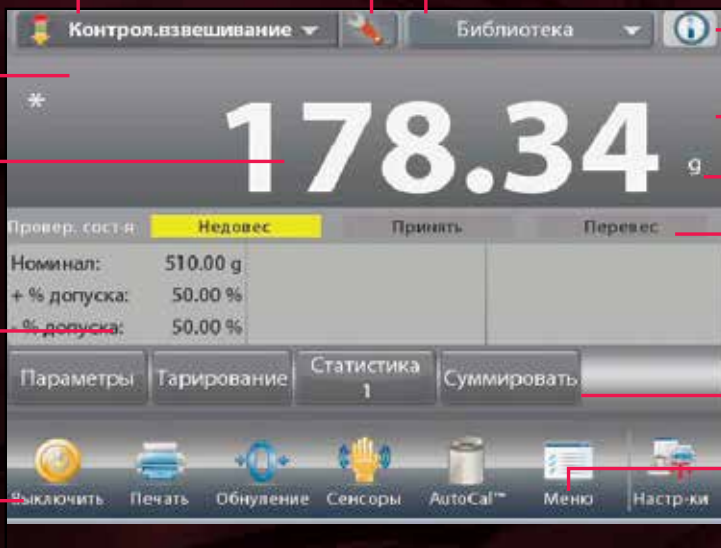 Контрол.взвешивание Библиотека
*
178.34 g
Провер. сост-я Недовес Принять Перевес
Номинал: 510.00 g
+ % допуска: 50.00 %
- % допуска: 50.00 %
Параметры Тарирование Статистика 1 Суммировать
Выключить Печать Обнуление Сенсоры AutoCal™ Меню Настр-ки